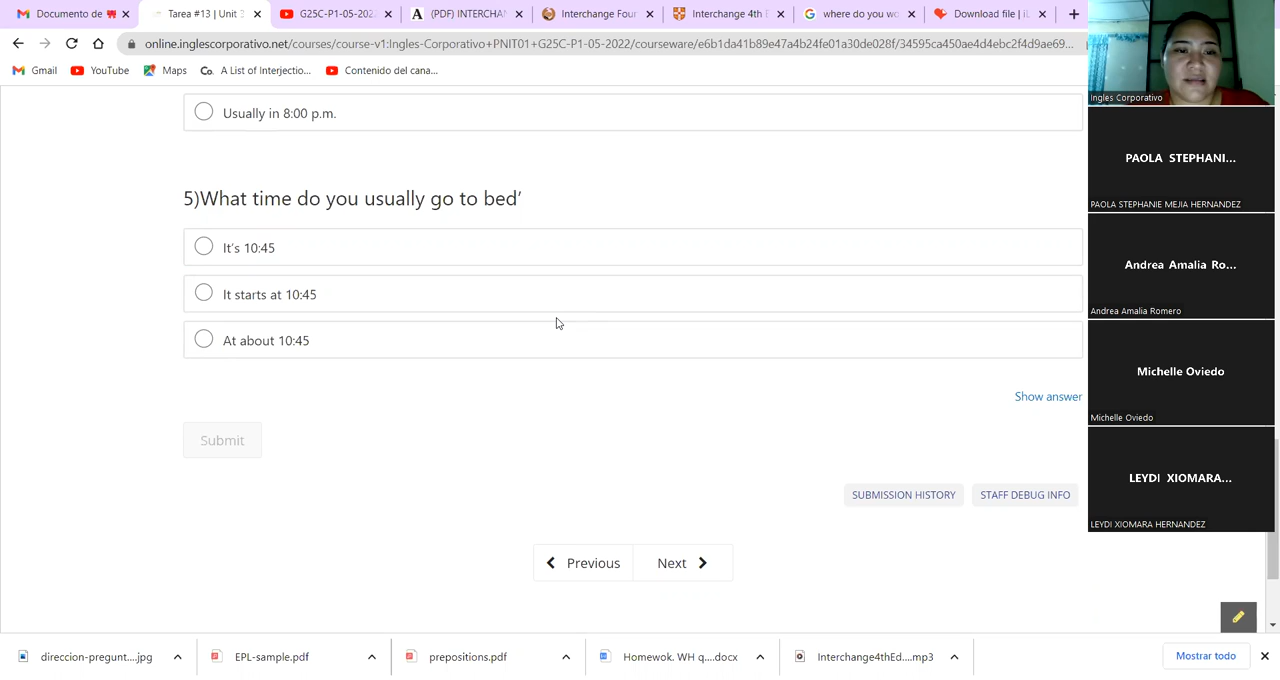 Documento de
Tarea #13 | Unit 3
G25C-P1-05-202
(PDF) INTERCHAN
Interchange Foun
Interchange 4th E
where do you wo
Download file | iL
online.inglescorporativo.net/courses/course-v1:Ingles-Corporativo+PNIT01+G25C-P1-05-2022/courseware/e6b1da41b89e47a4b24fe01a30de028f/34595ca450ae4d4ebc2f4d9ae69...
Gmail
YouTube
Maps
Co. A List of Interjectio...
Contenido del cana...
Usually in 8:00 p.m.
5)What time do you usually go to bed’
It’s 10:45
It starts at 10:45
At about 10:45
Show answer
Submit
SUBMISSION HISTORY
STAFF DEBUG INFO
Previous
Next
Ingles Corporativo
PAOLA STEPHANI...
PAOLA STEPHANIE MEJIA HERNANDEZ
Andrea Amalia Ro...
Andrea Amalia Romero
Michelle Oviedo
Michelle Oviedo
LEYDI XIOMARA...
LEYDI XIOMARA HERNANDEZ
direccion-pregunt....jpg
EPL-sample.pdf
prepositions.pdf
Homewok. WH q....docx
Interchange4thEd....mp3
Mostrar todo